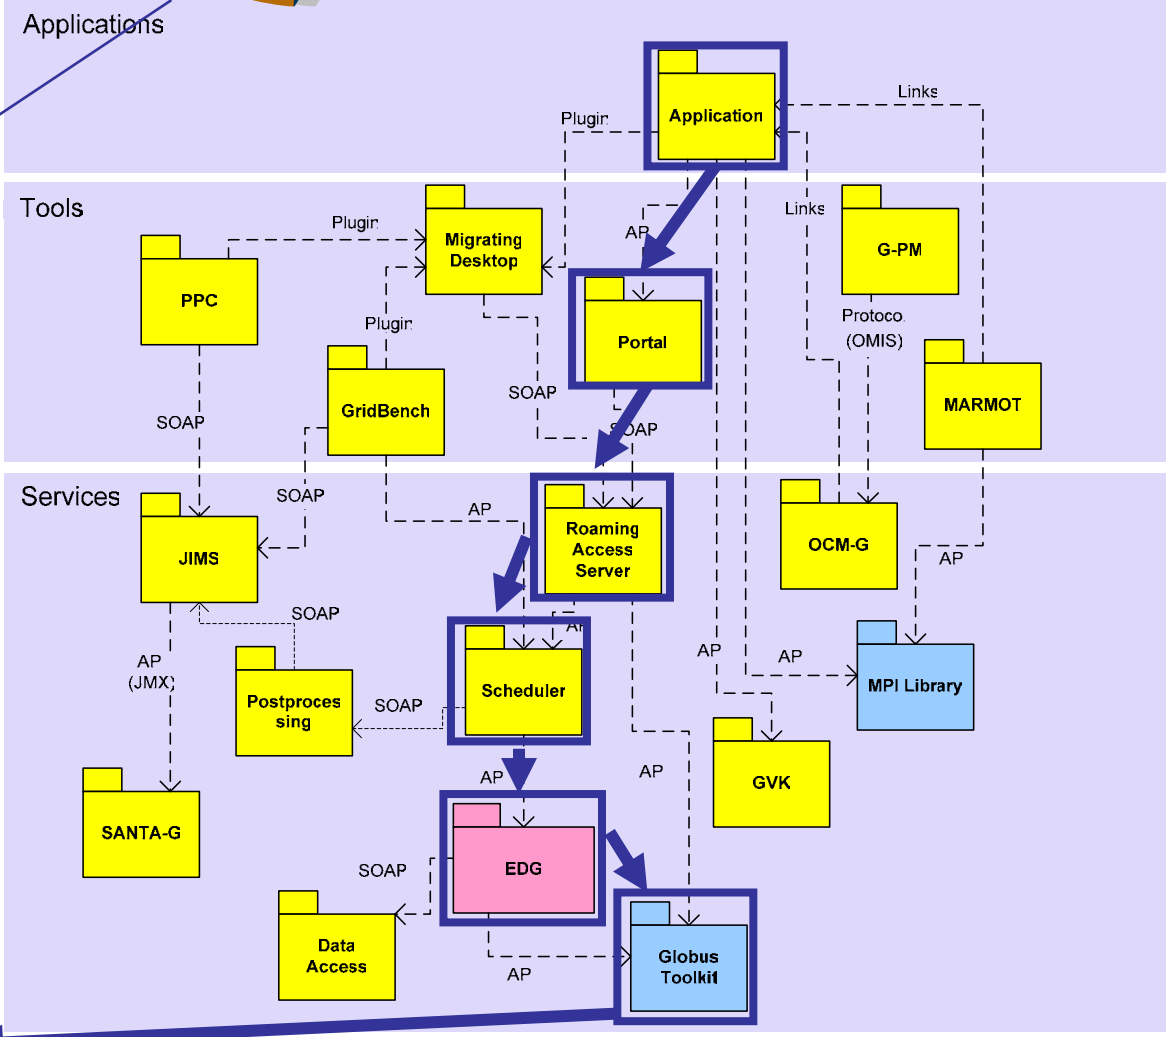 Applications
Application
Links
Plugin
Tools
Links
Plugin
Migrating
Desktop
AP
G-PM
PPC
Plugin
Portal
Protoco
(OMIS)
SOAP
GridBench
MARMOT
SOAP
SOAP
Services
SOAP
AP
Roaming
Access
Server
OCM-G
JIMS
AP
SOAP
AP
AP
(JMX)
AP
AP
MPI Library
Scheduler
Postproces
sing
SOAP
AP
AP
GVK
SANTA-G
EDG
SOAP
Data
Access
AP
Globus
Toolkit